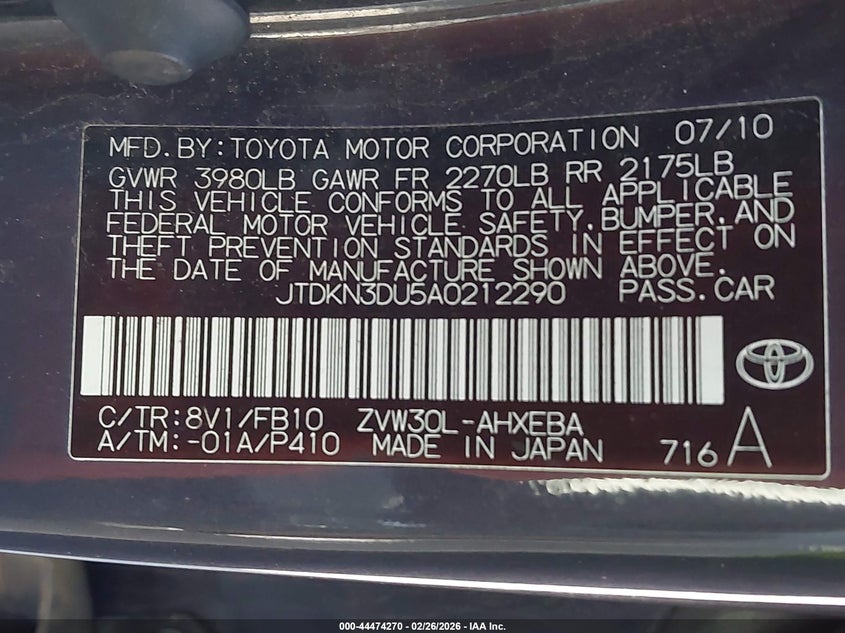 MFD.BY:TOYOTA MOTOR CORPORATION 07/10
GVWR 3980LB GAWR FR 2270LB RR 2175LB
THIS VEHICLE CONFORMS TO ALL APPLICABLE
FEDERAL MOTOR VEHICLE SAFETY,BUMPER,AND
THEFT PREVENTION STANDARDS IN EFFECT ON
THE DATE OF MANUFACTURE SHOWN ABOVE.
JTDKN3DU5A0212290 PASS.CAR
C/TR:8V1/FB10 ZVW30L-AHXEBA
A/TM:-01A/P410 MADE IN JAPAN 716 A
000-44474270 | 02/26/2026 - IAA Inc.